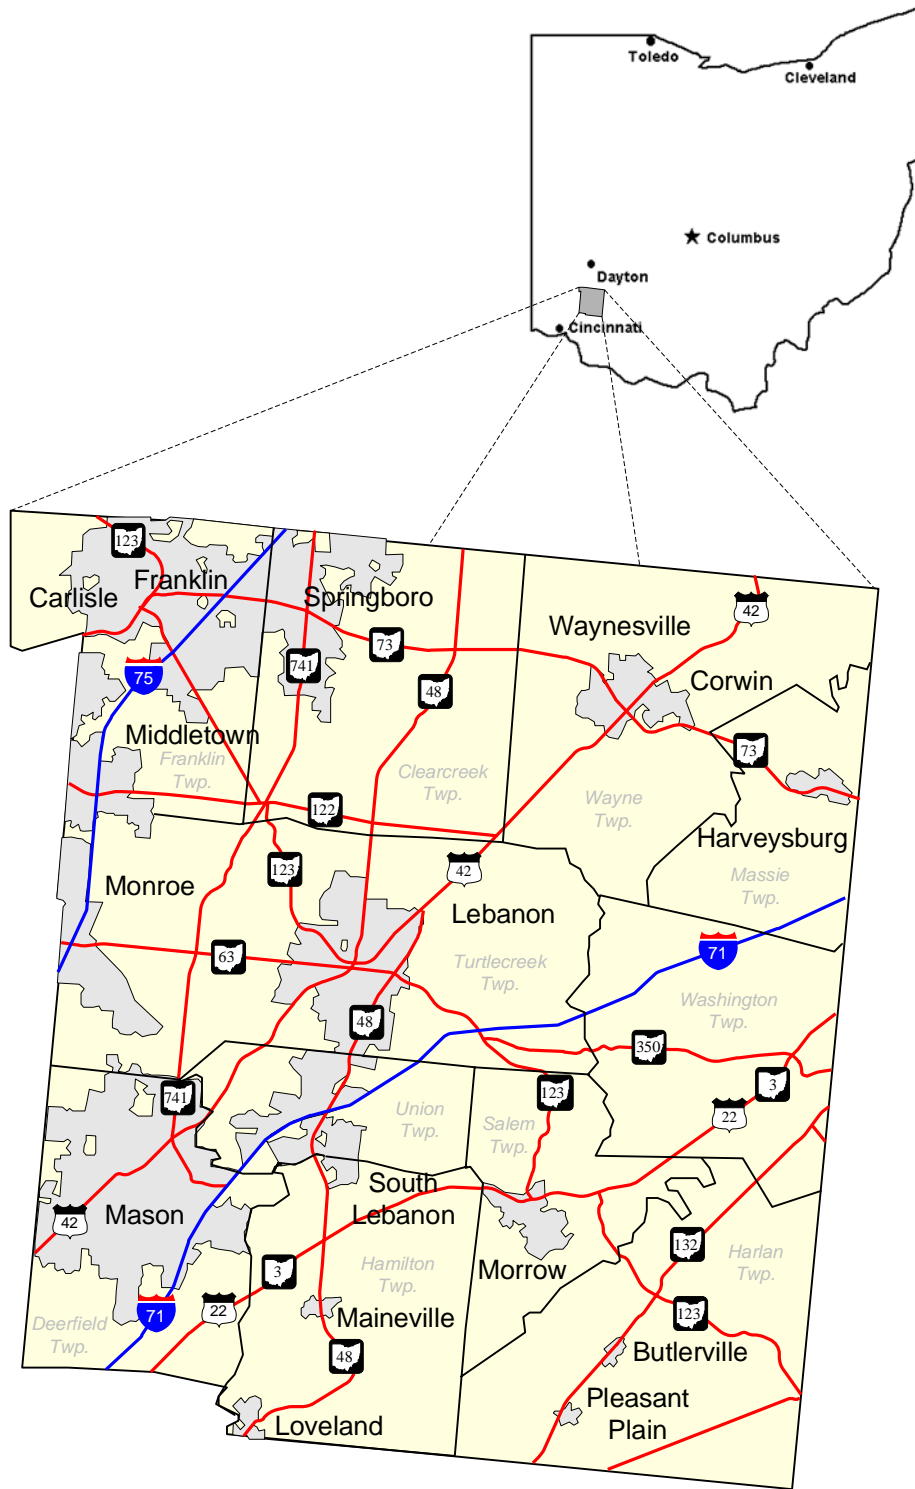 Toledo
Cleveland
Columbus
Dayton
Cincinnati
123
Franklin
Carlisle
Springboro
42
Waynesville
73
741
75
48
Corwin
Middletown
73
Franklin
Twp.
Clearcreek
Twp.
Wayne
Twp.
122
Harveysburg
123
42
Monroe
Massie
Twp.
Lebanon
63
Turtlecreek
Twp.
71
Washington
Twp.
48
350
741
123
3
Union
Twp.
Salem
Twp.
22
South
Lebanon
42
Mason
132
Harlan
Twp.
3
Hamilton
Twp.
Morrow
71
22
Maineville
123
Deerfield
Twp.
48
Butlerville
Pleasant
Plain
Loveland